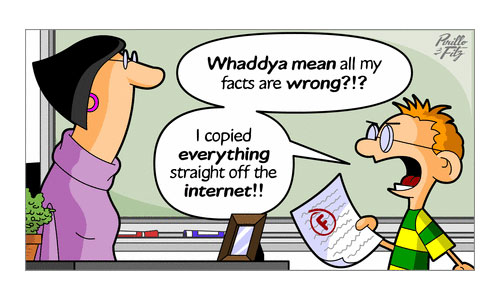 Pirillo
& Fitz
Whaddya mean all my
facts are wrong?!?
I copied
everything
straight off the
internet!!
F